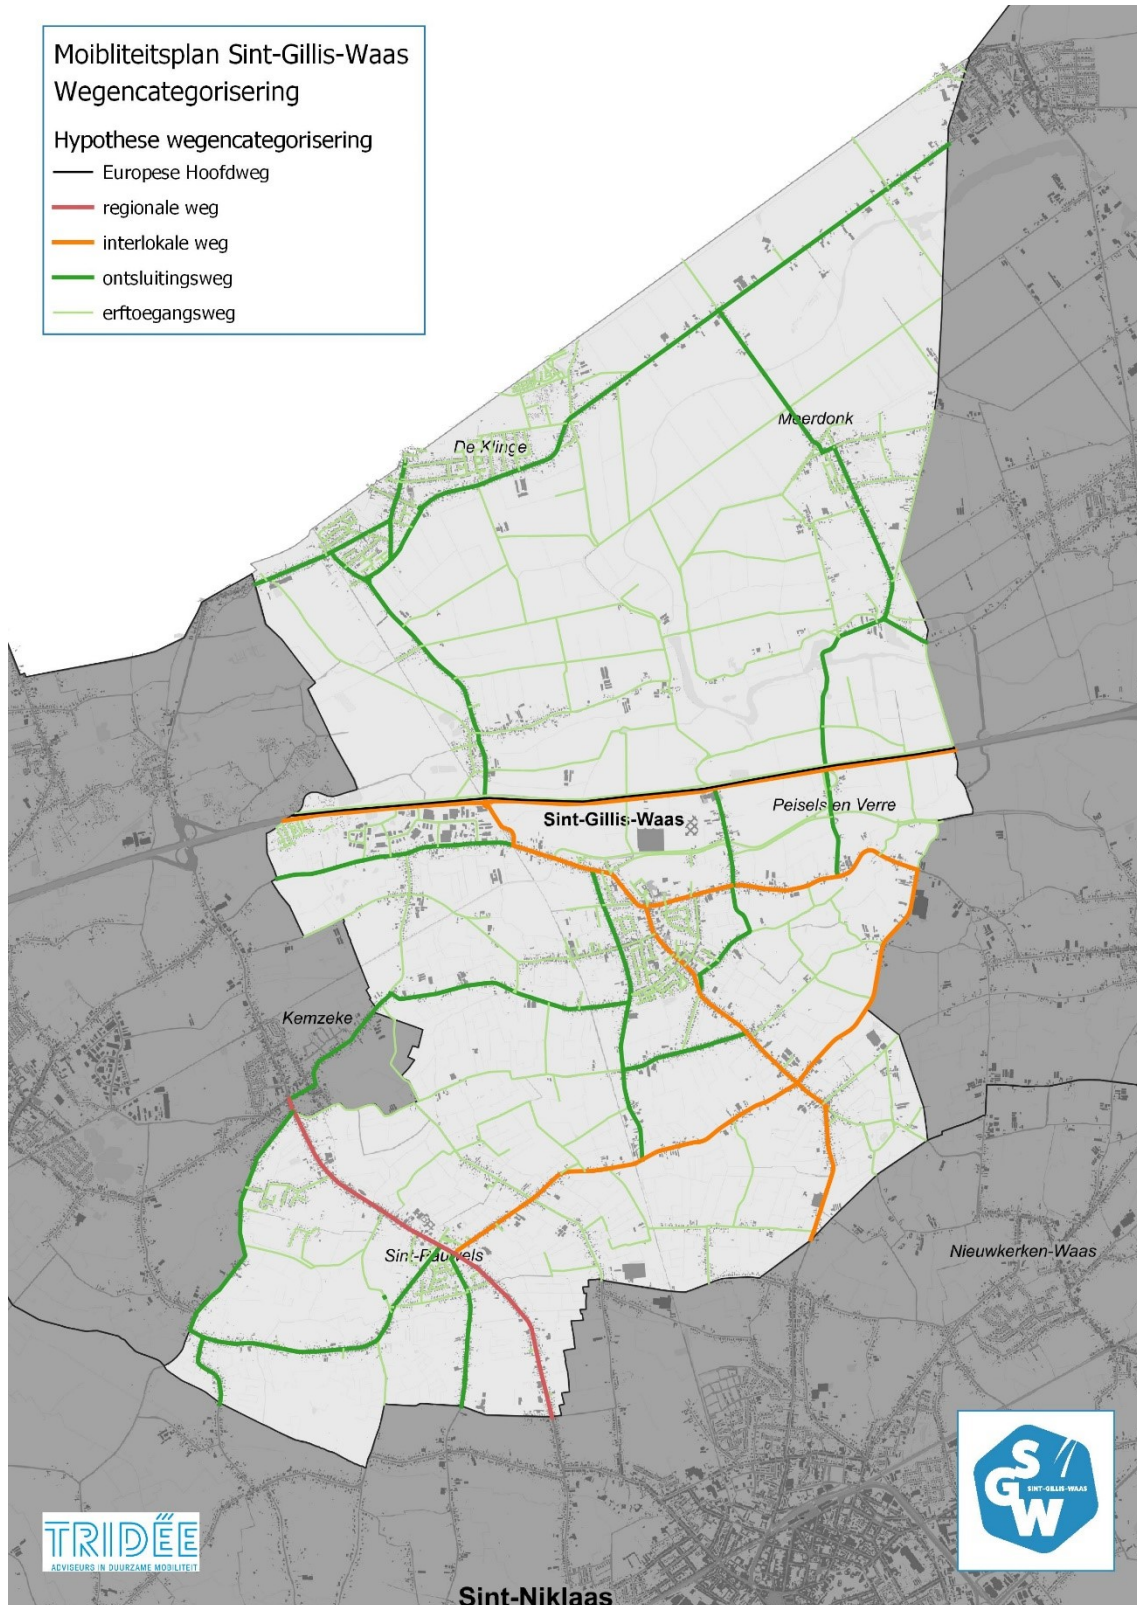 Moibliteitsplan Sint-Gillis-Waas
Wegencategorisering
Hypothese wegencategorisering
Europese Hoofdweg
regionale weg
interlokale weg
ontsluitingsweg
erftoegangsweg
De Klinge
Meerdonk
Peisels en Verre
Sint-Gillis-Waas
Kemzeke
Sint-Pauwels
Nieuwkerken-Waas
SGW
SINT-GILLIS-WAAS
TRIDËE
ADVISEURS IN DUURZAME MOBILITEIT
Sint-Niklaas